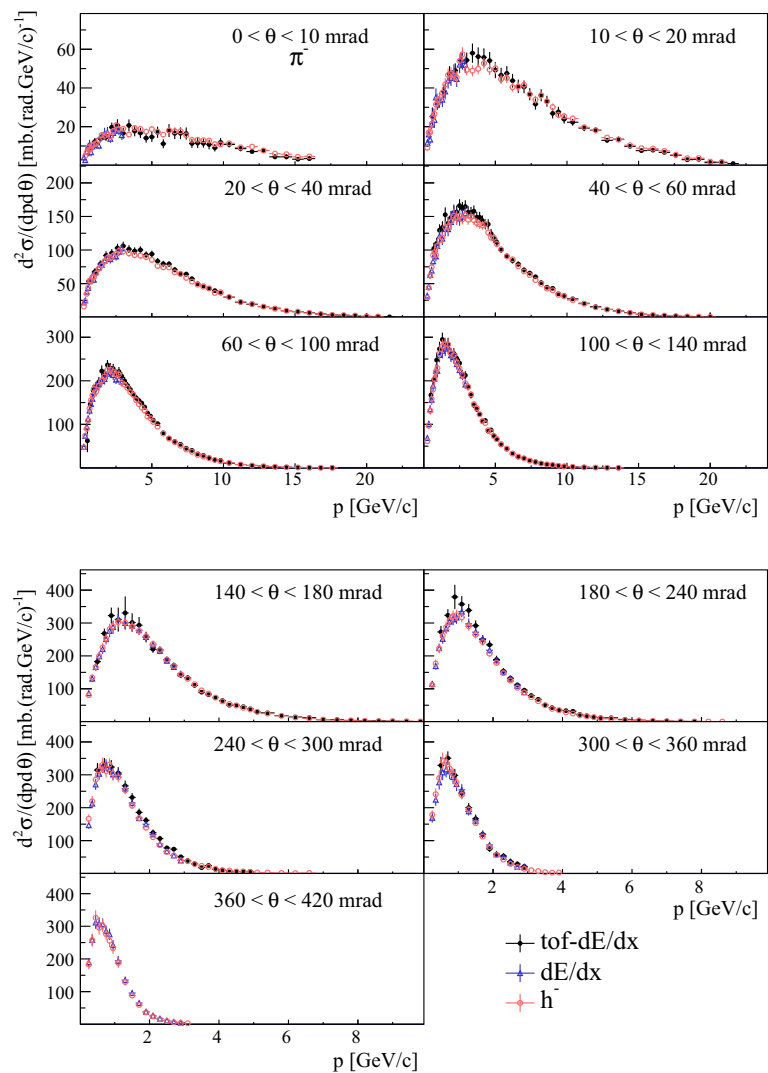 0 < θ < 10 mrad
π-
10 < θ < 20 mrad
60
40
20
20 < θ < 40 mrad
40 < θ < 60 mrad
200
150
100
50
d²σ/(dpdθ) [mb.(rad.GeV/c)⁻¹
60 < θ < 100 mrad
100 < θ < 140 mrad
300
200
100
5 10 15 20
5 10 15 20
p [GeV/c]
p [GeV/c]
140 < θ < 180 mrad
180 < θ < 240 mrad
400
300
200
100
240 < θ < 300 mrad
300 < θ < 360 mrad
400
300
200
100
d²σ/(dpdθ) [mb.(rad.GeV/c)⁻¹
2 4 6 8
p [GeV/c]
360 < θ < 420 mrad
400
300
200
100
2 4 6 8
p [GeV/c]
tof-dE/dx
dE/dx
h-